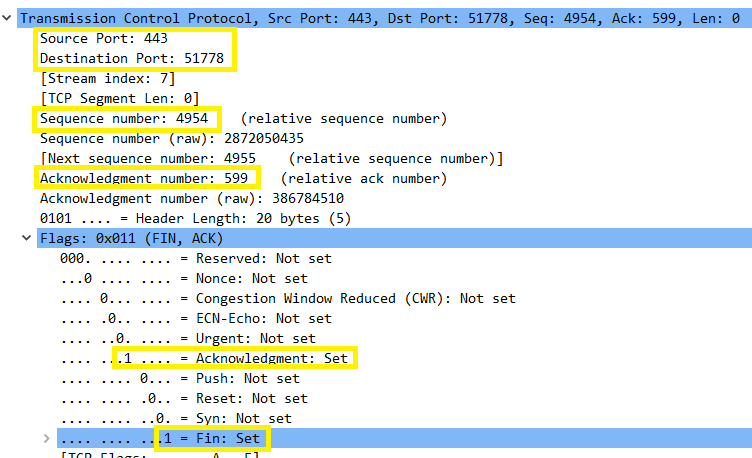 Transmission Control Protocol, Src Port: 443, Dst Port: 51778, Seq: 4954, Ack: 599, Len: 0
Source Port: 443
Destination Port: 51778
[Stream index: 7]
[TCP Segment Len: 0]
Sequence number: 4954    (relative sequence number)
Sequence number (raw): 2872050435
[Next sequence number: 4955    (relative sequence number)]
Acknowledgment number: 599    (relative ack number)
Acknowledgment number (raw): 386784510
0101 .... = Header Length: 20 bytes (5)
Flags: 0x011 (FIN, ACK)
000. .... .... = Reserved: Not set
...0 .... .... = Nonce: Not set
.... 0... .... = Congestion Window Reduced (CWR): Not set
.... .0.. .... = ECN-Echo: Not set
.... ..0. .... = Urgent: Not set
.... ...1 .... = Acknowledgment: Set
.... .... 0... = Push: Not set
.... .... .0.. = Reset: Not set
.... .... ..0. = Syn: Not set
.... .... ...1 = Fin: Set
[TCP Flags: ·······A···F]